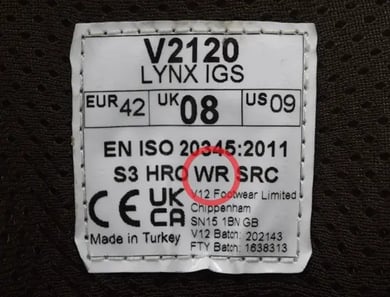 V2120
LYNX IGS
EUR 42 UK 08 US 09
EN ISO 20345:2011
S3 HRO WR SRC
CE UK CA
V12 Footwear Limited
Chippenham
SN15 1BN GB
V12 Batch: 202143
Made in Turkey FTY Batch: 1638313